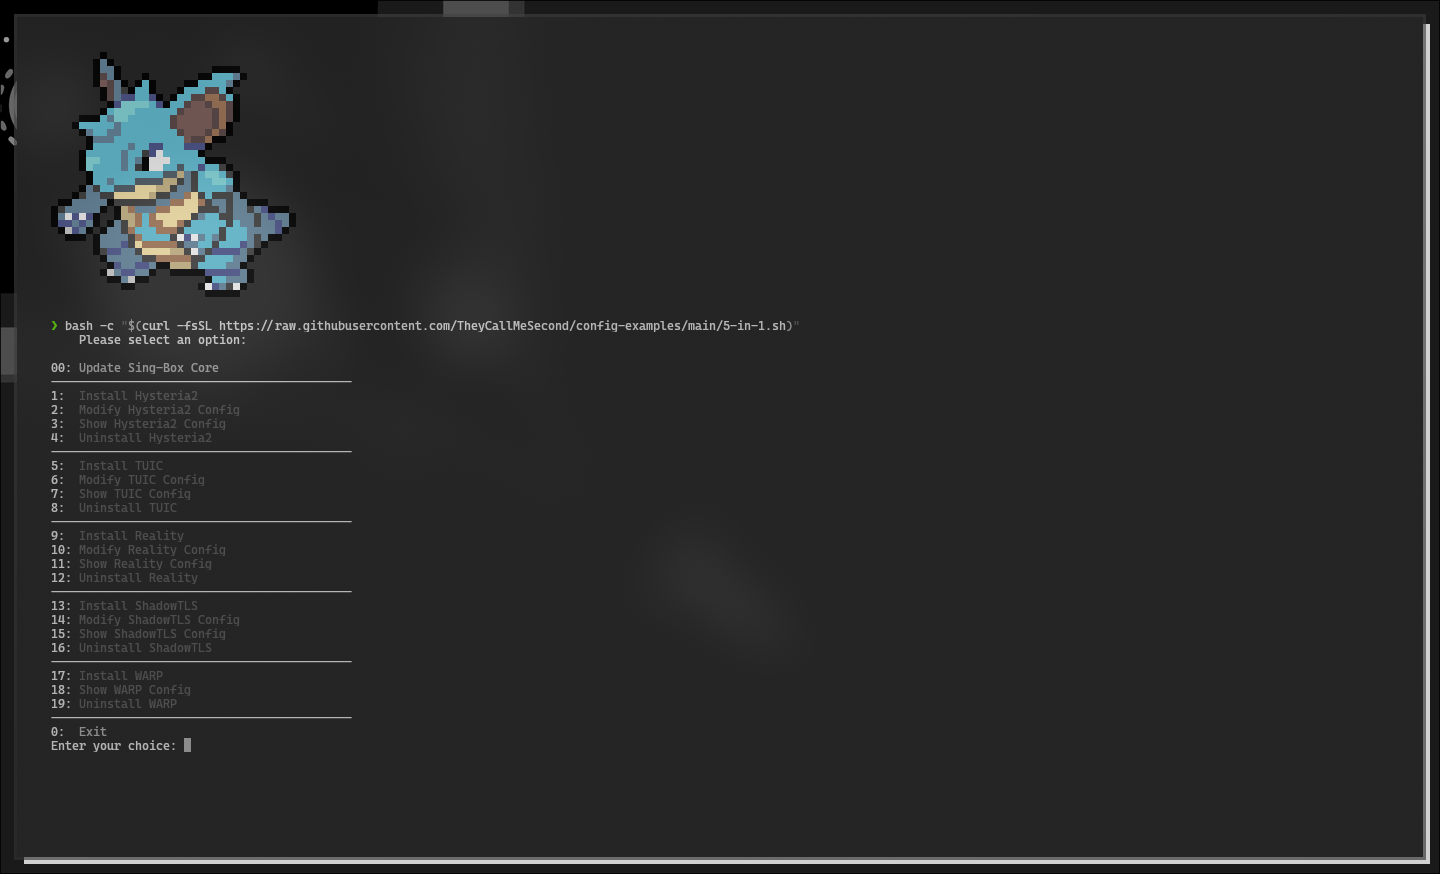 ❯ bash -c "$(curl -fsSL https://raw.githubusercontent.com/TheyCallMeSecond/config-examples/main/5-in-1.sh)"
Please select an option:
00: Update Sing-Box Core
1: Install Hysteria2
2: Modify Hysteria2 Config
3: Show Hysteria2 Config
4: Uninstall Hysteria2
5: Install TUIC
6: Modify TUIC Config
7: Show TUIC Config
8: Uninstall TUIC
9: Install Reality
10: Modify Reality Config
11: Show Reality Config
12: Uninstall Reality
13: Install ShadowTLS
14: Modify ShadowTLS Config
15: Show ShadowTLS Config
16: Uninstall ShadowTLS
17: Install WARP
18: Show WARP Config
19: Uninstall WARP
0: Exit
Enter your choice: